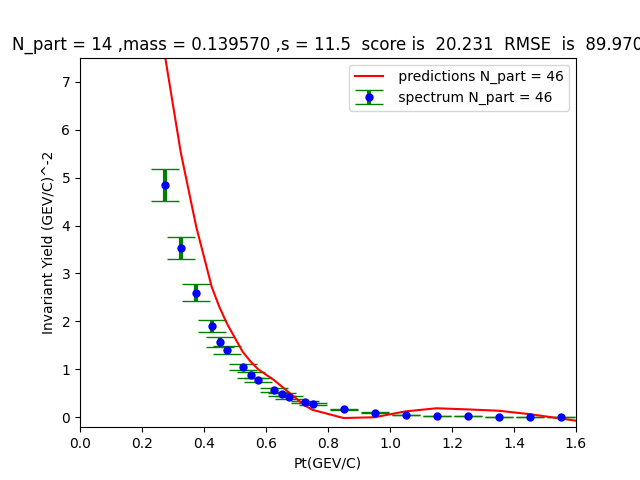 N_part = 14 ,mass = 0.139570 ,s = 11.5  score is  20.231  RMSE  is  89.970
predictions N_part = 46
spectrum N_part = 46
Invariant Yield (GEV/C)^-2
7
6
5
4
3
2
1
0
0.0 0.2 0.4 0.6 0.8 1.0 1.2 1.4 1.6
Pt(GEV/C)